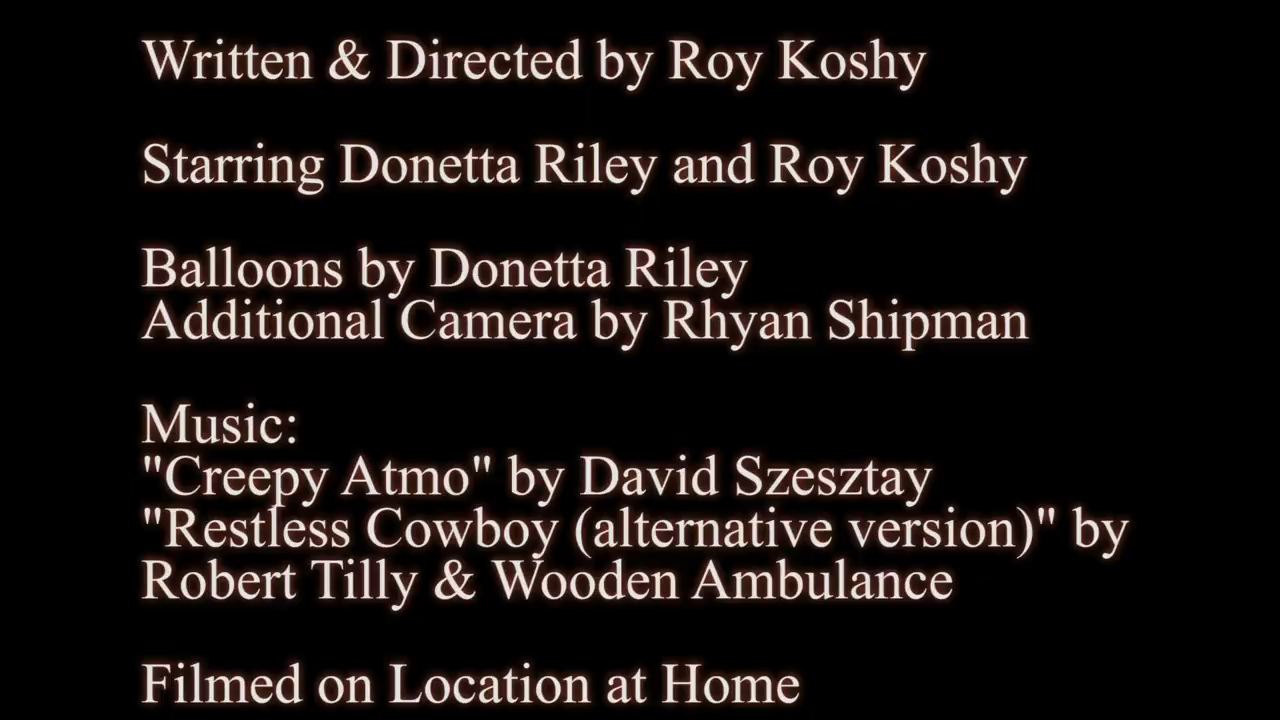 Written & Directed by Roy Koshy
Starring Donetta Riley and Roy Koshy
Balloons by Donetta Riley
Additional Camera by Rhyan Shipman
Music:
"Creepy Atmo" by David Szesztay
"Restless Cowboy (alternative version)" by
Robert Tilly & Wooden Ambulance
Filmed on Location at Home